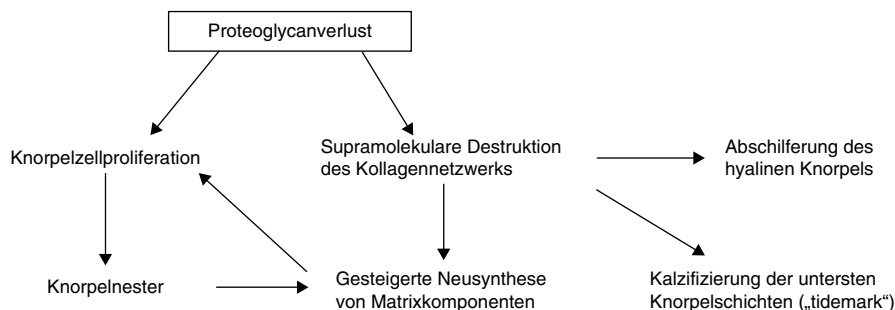 Proteoglycanverlust
Knorpelzellproliferation
Supramolekulare Destruktion
des Kollagennetzwerks
Abschilferung des
hyalinen Knorpels
Knorpelnester
Gesteigerte Neusynthese
von Matrixkomponenten
Kalzifizierung der untersten
Knorpelschichten („tidemark“)